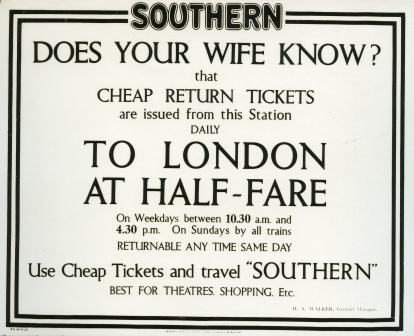 SOUTHERN
DOES YOUR WIFE KNOW?
that
CHEAP RETURN TICKETS
are issued from this Station
DAILY
TO LONDON
AT HALF-FARE
On Weekdays between 10.30 a.m. and
4.30 p.m. On Sundays by all trains
RETURNABLE ANY TIME SAME DAY
Use Cheap Tickets and travel "SOUTHERN"
BEST FOR THEATRES. SHOPPING. Etc.
H. A. WALKER, General Manager.